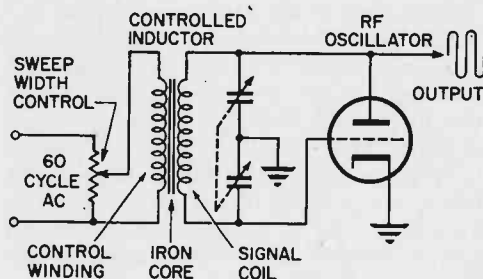 CONTROLLED
INDUCTOR
RF
OSCILLATOR
SWEEP
WIDTH
CONTROL
OUTPUT
60
CYCLE
AC
CONTROL
WINDING
IRON
CORE
SIGNAL
COIL